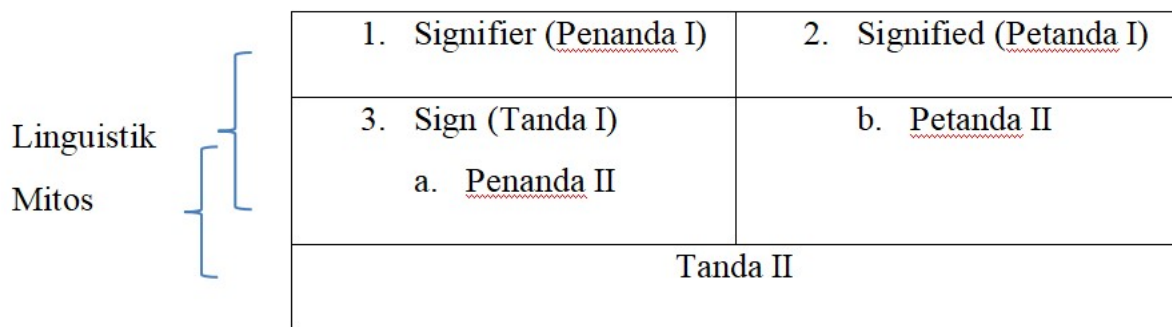 1. Signifier (Penanda I)
2. Signified (Petanda I)
Linguistik
Mitos
3. Sign (Tanda I)
a. Penanda II
b. Petanda II
Tanda II